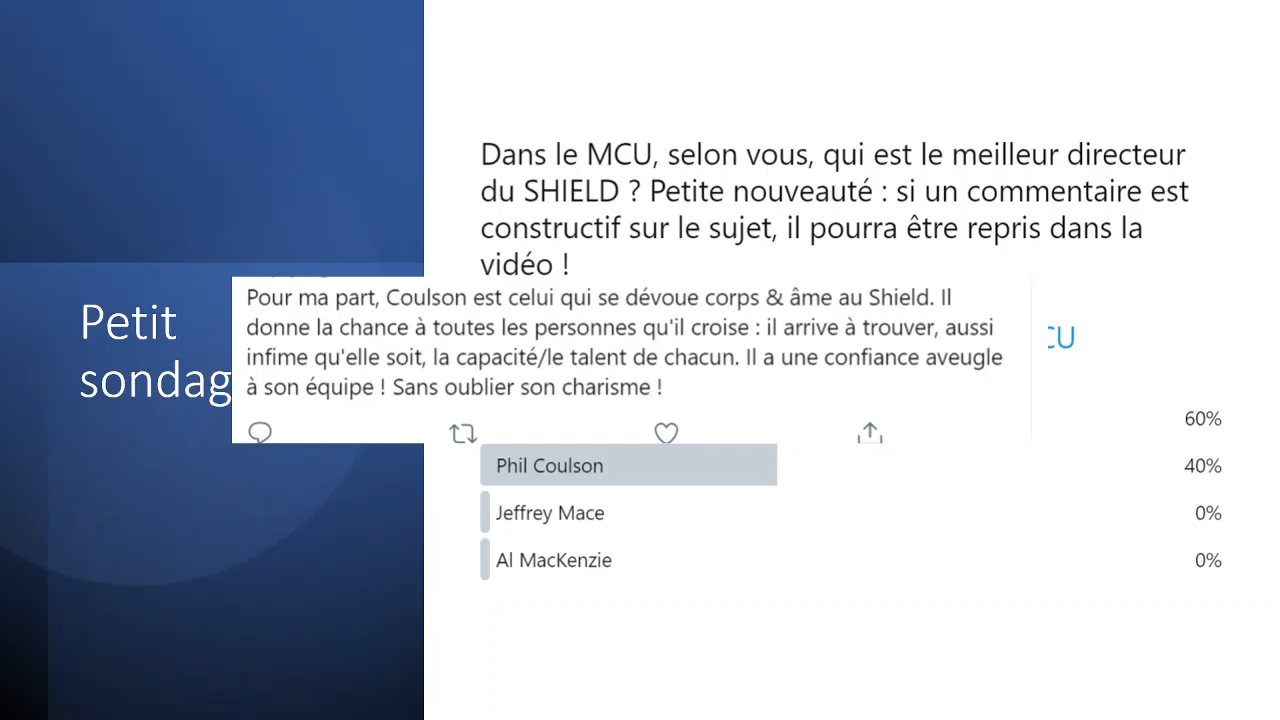 Dans le MCU, selon vous, qui est le meilleur directeur
du SHIELD ? Petite nouveauté : si un commentaire est
constructif sur le sujet, il pourra être repris dans la
vidéo !
Petit
sondag
Pour ma part, Coulson est celui qui se dévoue corps & âme au Shield. Il
donne la chance à toutes les personnes qu'il croise : il arrive à trouver, aussi
infime qu'elle soit, la capacité/le talent de chacun. Il a une confiance aveugle
à son équipe ! Sans oublier son charisme !
CU
60%
Phil Coulson 40%
Jeffrey Mace 0%
Al MacKenzie 0%